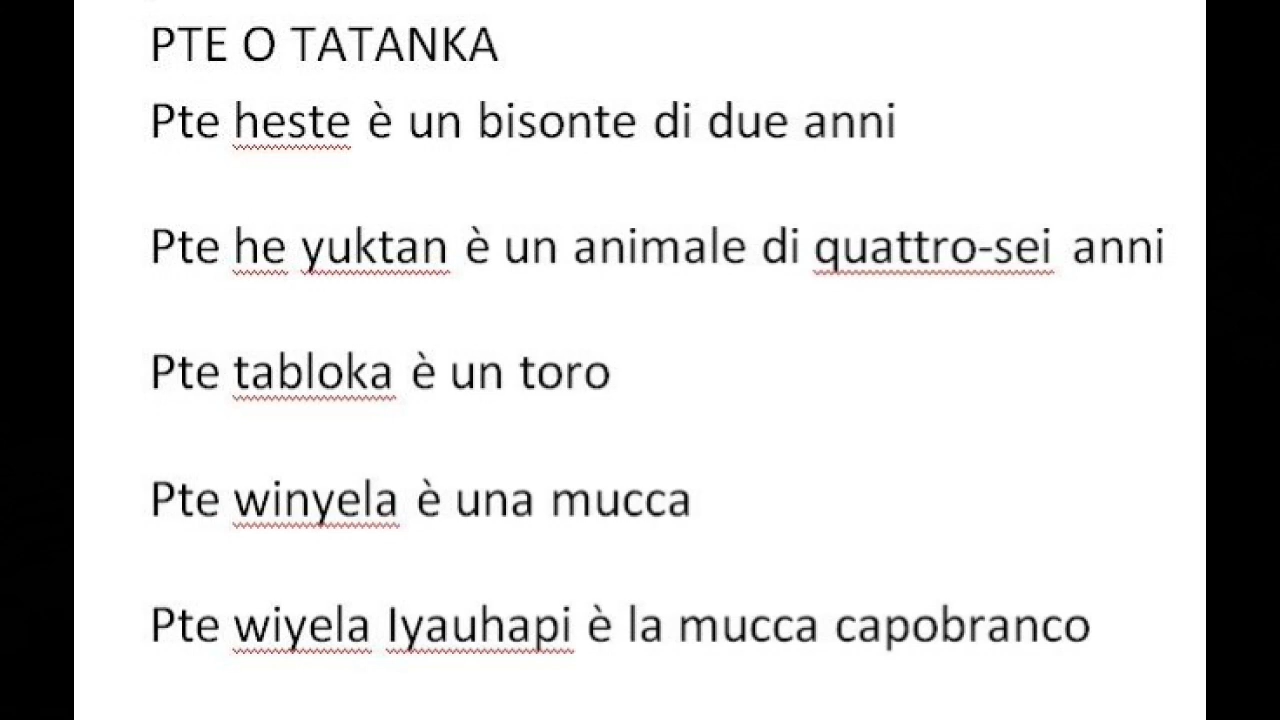 PTE O TATANKA
Pte heste è un bisonte di due anni
Pte he yuktan è un animale di quattro-sei anni
Pte tabloka è un toro
Pte winyela è una mucca
Pte wiyela Iyauhapi è la mucca capobranco